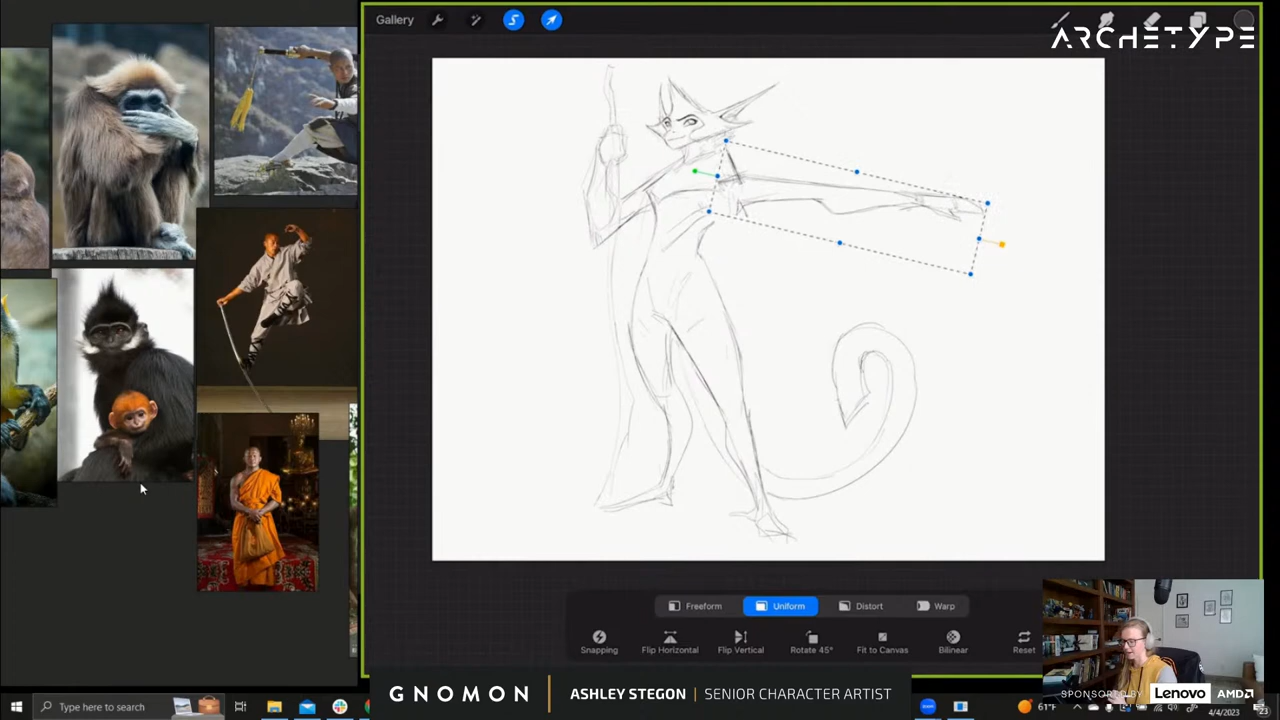 Gallery
ARCHETYPE
Freeform
Uniform
Distort
Warp
Snapping
Flip Horizontal
Flip Vertical
Rotate 45°
Fit to Canvas
Bilinear
Reset
GNOMON
ASHLEY STEGON | SENIOR CHARACTER ARTIST
SPONSORED BY
Lenovo
AMD
Type here to search
61°F
4/4/2023
23